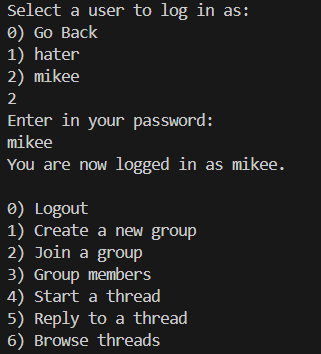 Select a user to log in as:
0) Go Back
1) hater
2) mikee
2
Enter in your password:
mikee
You are now logged in as mikee.

0) Logout
1) Create a new group
2) Join a group
3) Group members
4) Start a thread
5) Reply to a thread
6) Browse threads